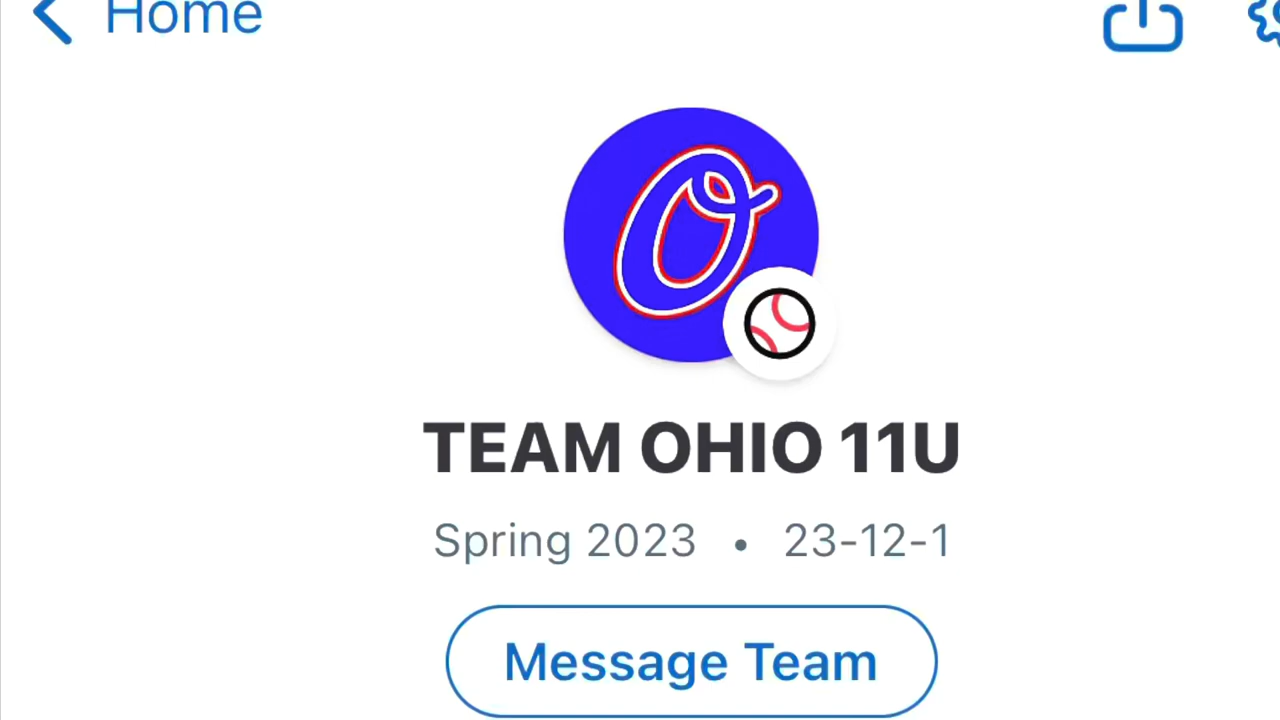 Home
O
TEAM OHIO 11U
Spring 2023 • 23-12-1
Message Team